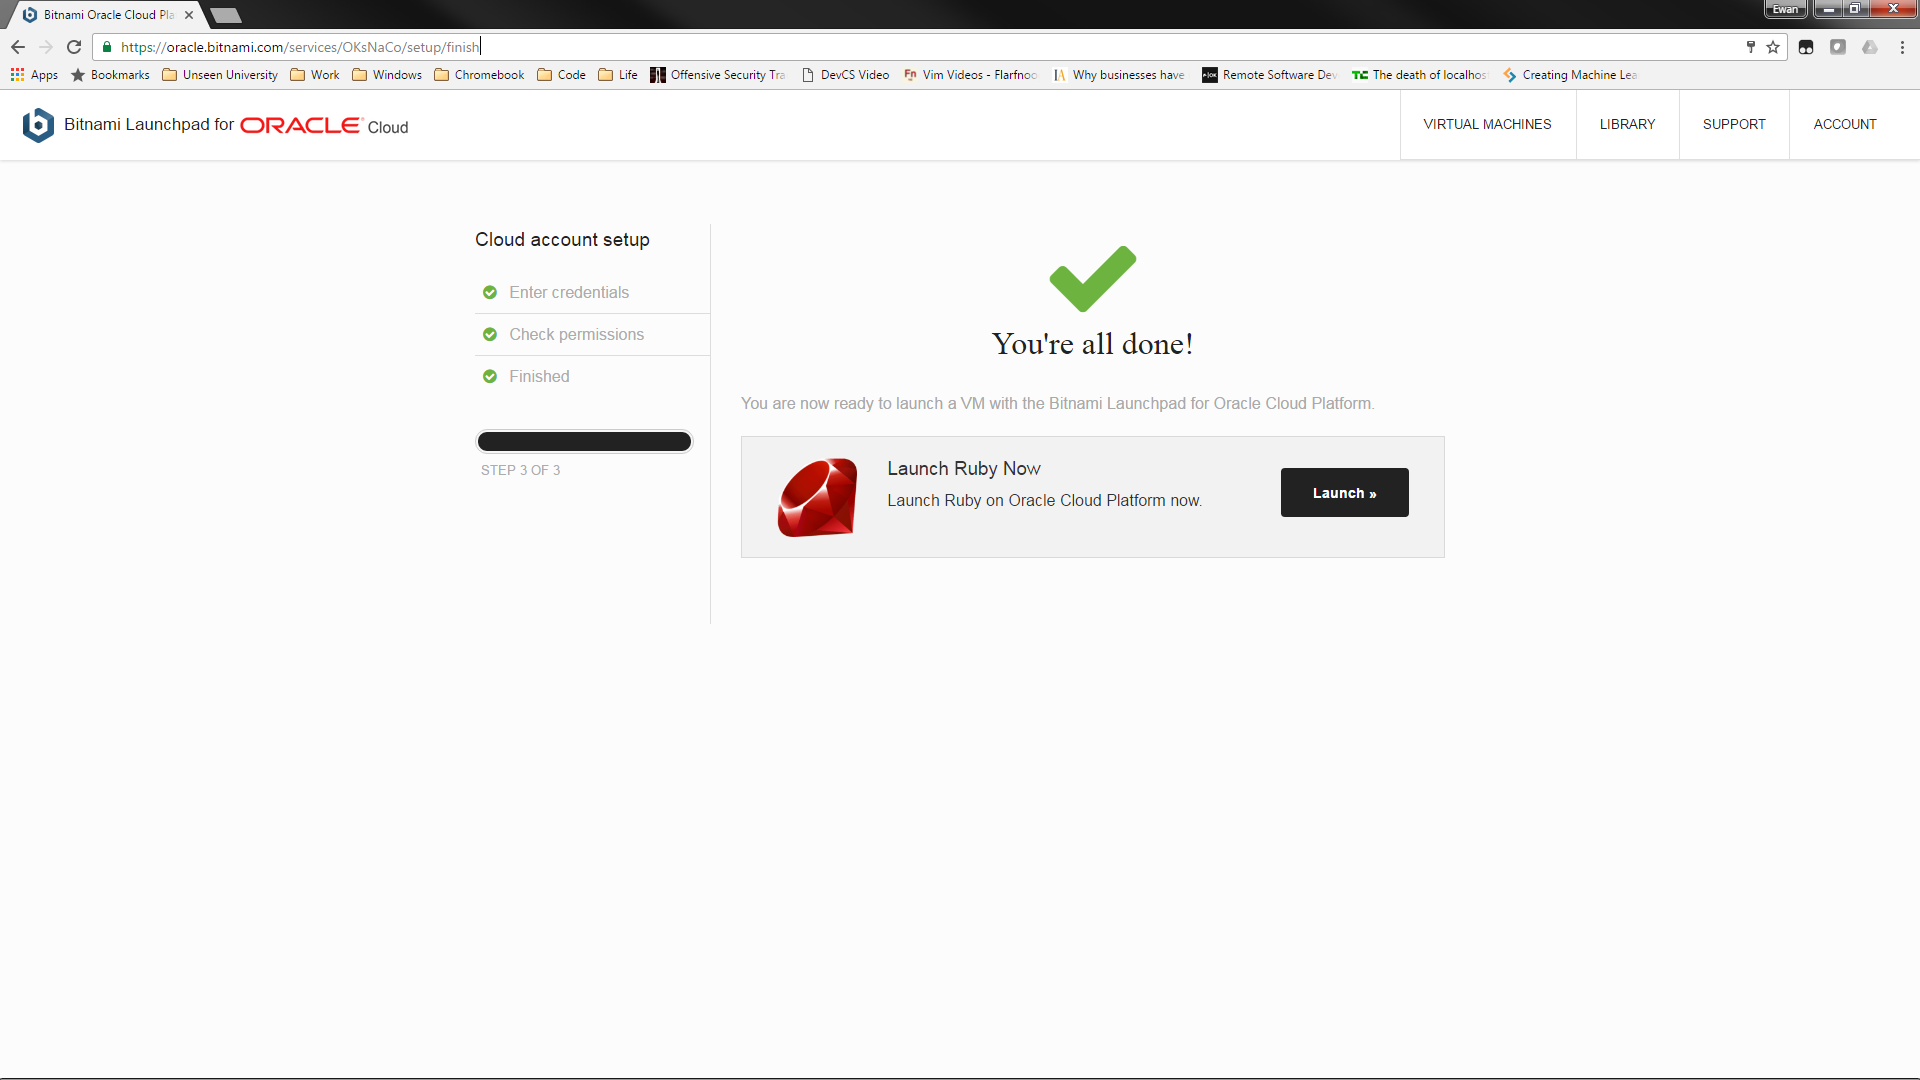 Bitnami Oracle Cloud Pla
Ewan
https://oracle.bitnami.com/services/OKsNaCo/setup/finish
Apps Bookmarks Unseen University Work Windows Chromebook Code Life Offensive Security Tra DevCS Video Vim Videos - Flarfnoo Why businesses have Remote Software Dev The death of localhos Creating Machine Lea
Bitnami Launchpad for ORACLE Cloud
VIRTUAL MACHINES LIBRARY SUPPORT ACCOUNT
Cloud account setup
Enter credentials
Check permissions
Finished
STEP 3 OF 3
You're all done!
You are now ready to launch a VM with the Bitnami Launchpad for Oracle Cloud Platform.
Launch Ruby Now
Launch Ruby on Oracle Cloud Platform now.
Launch »